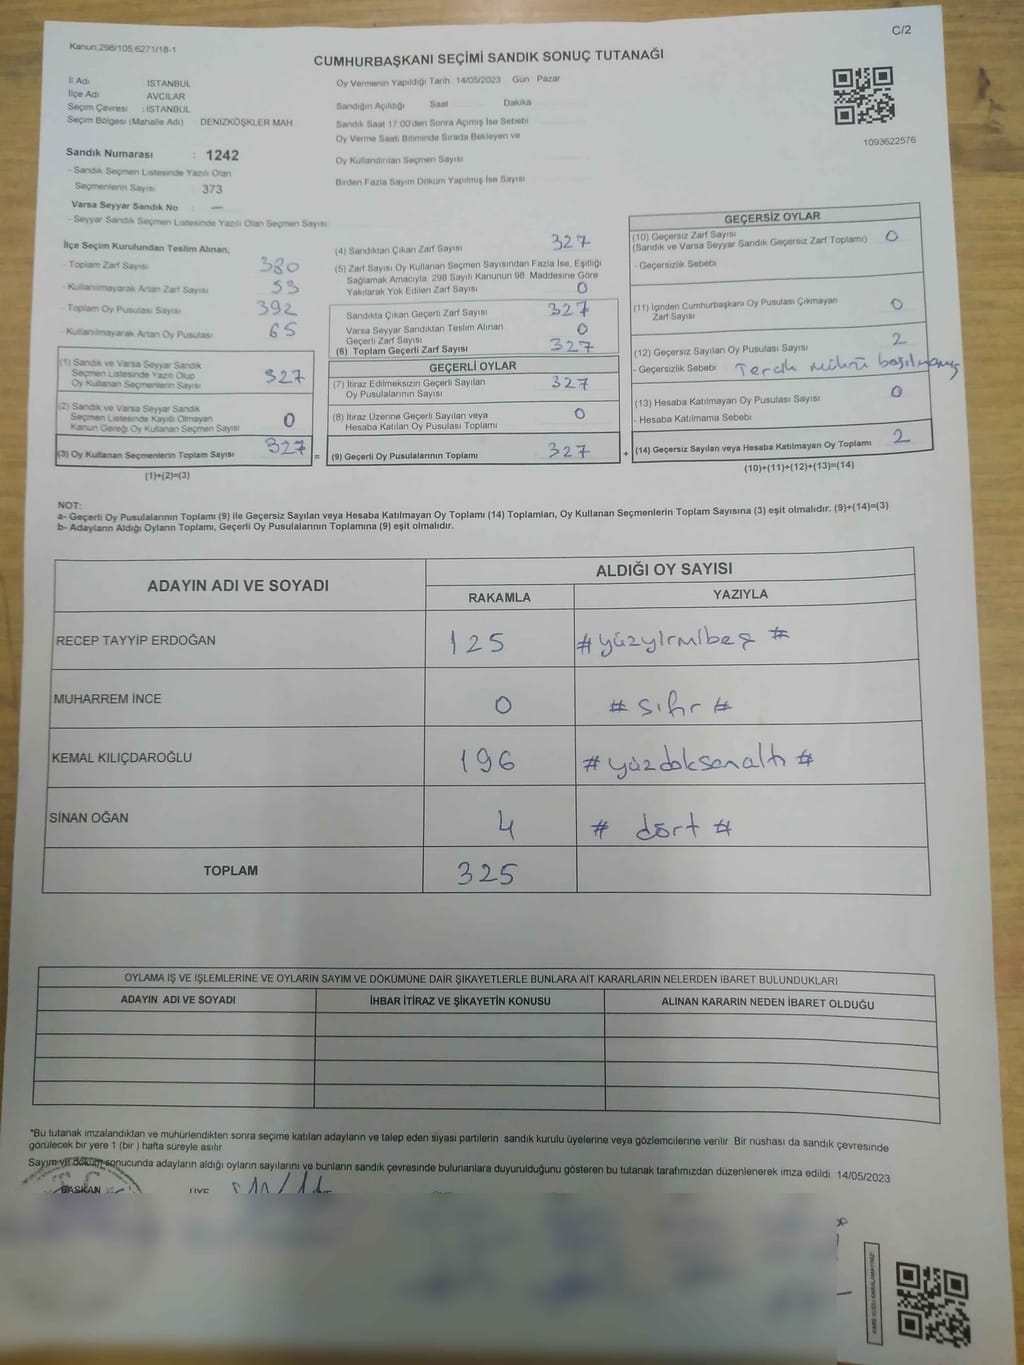 C/2
Kanun;298/105,6271/18-1
CUMHURBAŞKANI SEÇİMİ SANDIK SONUÇ TUTANAĞI
1093622576
İl Adı ISTANBUL
İlçe Adı AVCILAR
Seçim Çevresi : ISTANBUL
Seçim Bölgesi (Mahalle Adı) DENİZKÖŞKLER MAH.
Oy Vermenin Yapıldığı Tarih 14/05/2023 Gün Pazar
Sandığın Açıldığı Saat Dakika
Sandık Saat 17:00'den Sonra Açımış İse Sebebi
Oy Verme Saati Bitiminde Sırada Bekleyen ve
Oy Kullandırılan Seçmen Sayısı
Birden Fazla Sayım Döküm Yapılmış İse Sayısı
Sandık Numarası : 1242
- Sandık Seçmen Listesinde Yazılı Olan
Seçmenlerin Sayısı 373
Varsa Seyyar Sandık No : —
- Seyyar Sandık Seçmen Listesinde Yazılı Olan Seçmen Sayısı
İlçe Seçim Kurulundan Teslim Alınan;
- Toplam Zarf Sayısı 380
- Kullanılmayarak Artan Zarf Sayısı 53
- Toplam Oy Pusulası Sayısı 392
- Kullanılmayarak Artan Oy Pusulası 65
(1) Sandık ve Varsa Seyyar Sandık
Seçmen Listesinde Yazılı Olup
Oy Kullanan Seçmenlerin Sayısı 327
(2) Sandık ve Varsa Seyyar Sandık
Seçmen Listesinde Kayıtlı Olmayan
Kanun Gereği Oy Kullanan Seçmen Sayısı 0
(3) Oy Kullanan Seçmenlerin Toplam Sayısı 327
(1)+(2)=(3)
(4) Sandıktan Çıkan Zarf Sayısı 327
(5) Zarf Sayısı Oy Kullanan Seçmen Sayısından Fazla İse, Eşitliği
Sağlamak Amacıyla, 298 Sayılı Kanunun 98. Maddesine Göre
Yakılarak Yok Edilen Zarf Sayısı 0
Sandıkta Çıkan Geçerli Zarf Sayısı 327
Varsa Seyyar Sandıktan Teslim Alınan
Geçerli Zarf Sayısı 0
(6) Toplam Geçerli Zarf Sayısı 327
GEÇERLİ OYLAR
(7) İtiraz Edilmeksizin Geçerli Sayılan
Oy Pusulalarının Sayısı 327
(8) İtiraz Üzerine Geçerli Sayılan veya
Hesaba Katılan Oy Pusulası Toplamı 0
= (9) Geçerli Oy Pusulalarının Toplamı 327 +
GEÇERSİZ OYLAR
(10) Geçersiz Zarf Sayısı 0
(Sandık ve Varsa Seyyar Sandık Geçersiz Zarf Toplamı)
- Geçersizlik Sebebi
(11) İçinden Cumhurbaşkanı Oy Pusulası Çıkmayan
Zarf Sayısı 0
(12) Geçersiz Sayılan Oy Pusulası Sayısı 2
- Geçersizlik Sebebi Tercih mührü basılmamış
(13) Hesaba Katılmayan Oy Pusulası Sayısı 0
- Hesaba Katılmama Sebebi
(14) Geçersiz Sayılan veya Hesaba Katılmayan Oy Toplamı 2
(10)+(11)+(12)+(13)=(14)
NOT:
a- Geçerli Oy Pusulalarının Toplamı (9) ile Geçersiz Sayılan veya Hesaba Katılmayan Oy Toplamı (14) Toplamları, Oy Kullanan Seçmenlerin Toplam Sayısına (3) eşit olmalıdır. (9)+(14)=(3)
b- Adayların Aldığı Oyların Toplamı, Geçerli Oy Pusulalarının Toplamına (9) eşit olmalıdır.
ADAYIN ADI VE SOYADI ALDIĞI OY SAYISI
RAKAMLA YAZIYLA
RECEP TAYYİP ERDOĞAN 125 #yüzyirmibeş #
MUHARREM İNCE 0 # sıfır #
KEMAL KILIÇDAROĞLU 196 #yüzdoksanaltı #
SİNAN OĞAN 4 # dört #
TOPLAM 325
OYLAMA İŞ VE İŞLEMLERİNE VE OYLARIN SAYIM VE DÖKÜMÜNE DAİR ŞİKAYETLERLE BUNLARA AİT KARARLARIN NELERDEN İBARET BULUNDUKLARI
ADAYIN ADI VE SOYADI İHBAR İTİRAZ VE ŞİKAYETİN KONUSU ALINAN KARARIN NEDEN İBARET OLDUĞU
*Bu tutanak imzalandıktan ve mühürlendikten sonra seçime katılan adayların ve talep eden siyasi partilerin sandık kurulu üyelerine veya gözlemcilerine verilir. Bir nüshası da sandık çevresinde
görülecek bir yere 1 (bir ) hafta süreyle asılır.
Sayım ve döküm sonucunda adayların aldığı oyların sayılarını ve bunların sandık çevresinde bulunanlara duyurulduğunu gösteren bu tutanak tarafımızdan düzenlenerek imza edildi. 14/05/2023
BAŞKAN ÜYE